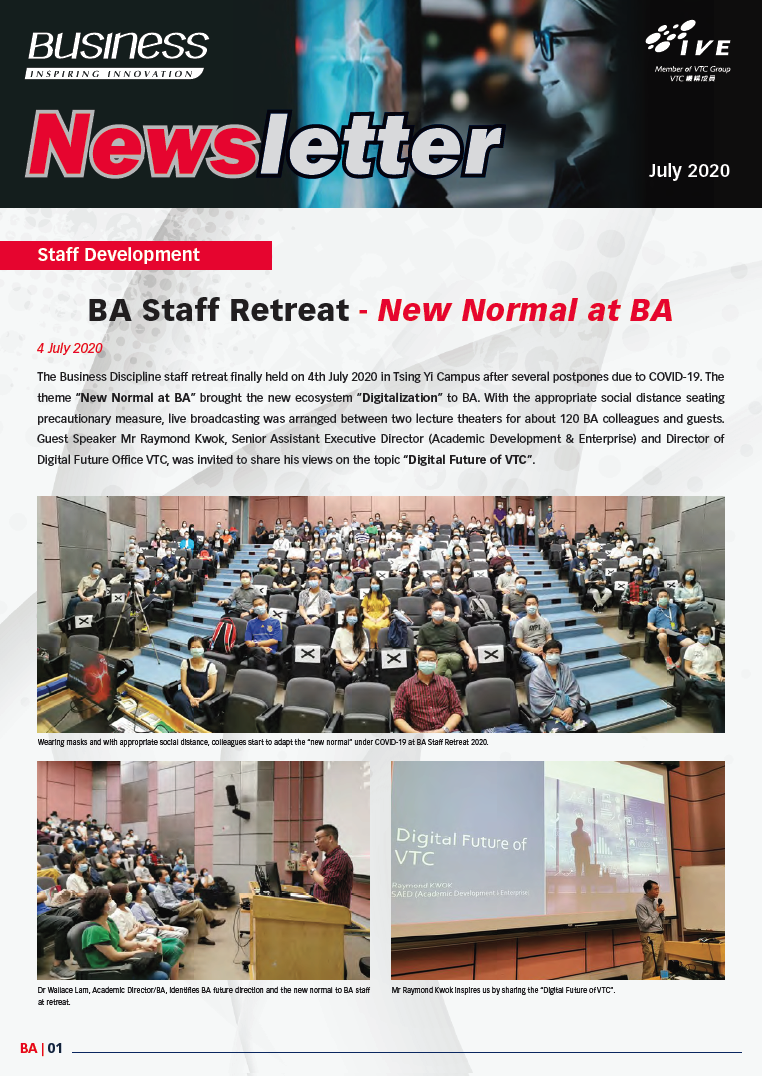 BUSINESS
INSPIRING INNOVATION
IVE
Member of VTC Group
VTC 機構成員
Newsletter
July 2020
Staff Development
BA Staff Retreat - New Normal at BA
4 July 2020
The Business Discipline staff retreat finally held on 4th July 2020 in Tsing Yi Campus after several postpones due to COVID-19. The
theme “New Normal at BA” brought the new ecosystem “Digitalization” to BA. With the appropriate social distance seating
precautionary measure, live broadcasting was arranged between two lecture theaters for about 120 BA colleagues and guests.
Guest Speaker Mr Raymond Kwok, Senior Assistant Executive Director (Academic Development & Enterprise) and Director of
Digital Future Office VTC, was invited to share his views on the topic “Digital Future of VTC”.
Wearing masks and with appropriate social distance, colleagues start to adapt the “new normal” under COVID-19 at BA Staff Retreat 2020.
Digital Future of
VTC
Raymond KWOK
SAED (Academic Development & Enterprise)
Dr Wallace Lam, Academic Director/BA, identifies BA future direction and the new normal to BA staff
at retreat.
Mr Raymond Kwok inspires us by sharing the “Digital Future of VTC”.
BA | 01